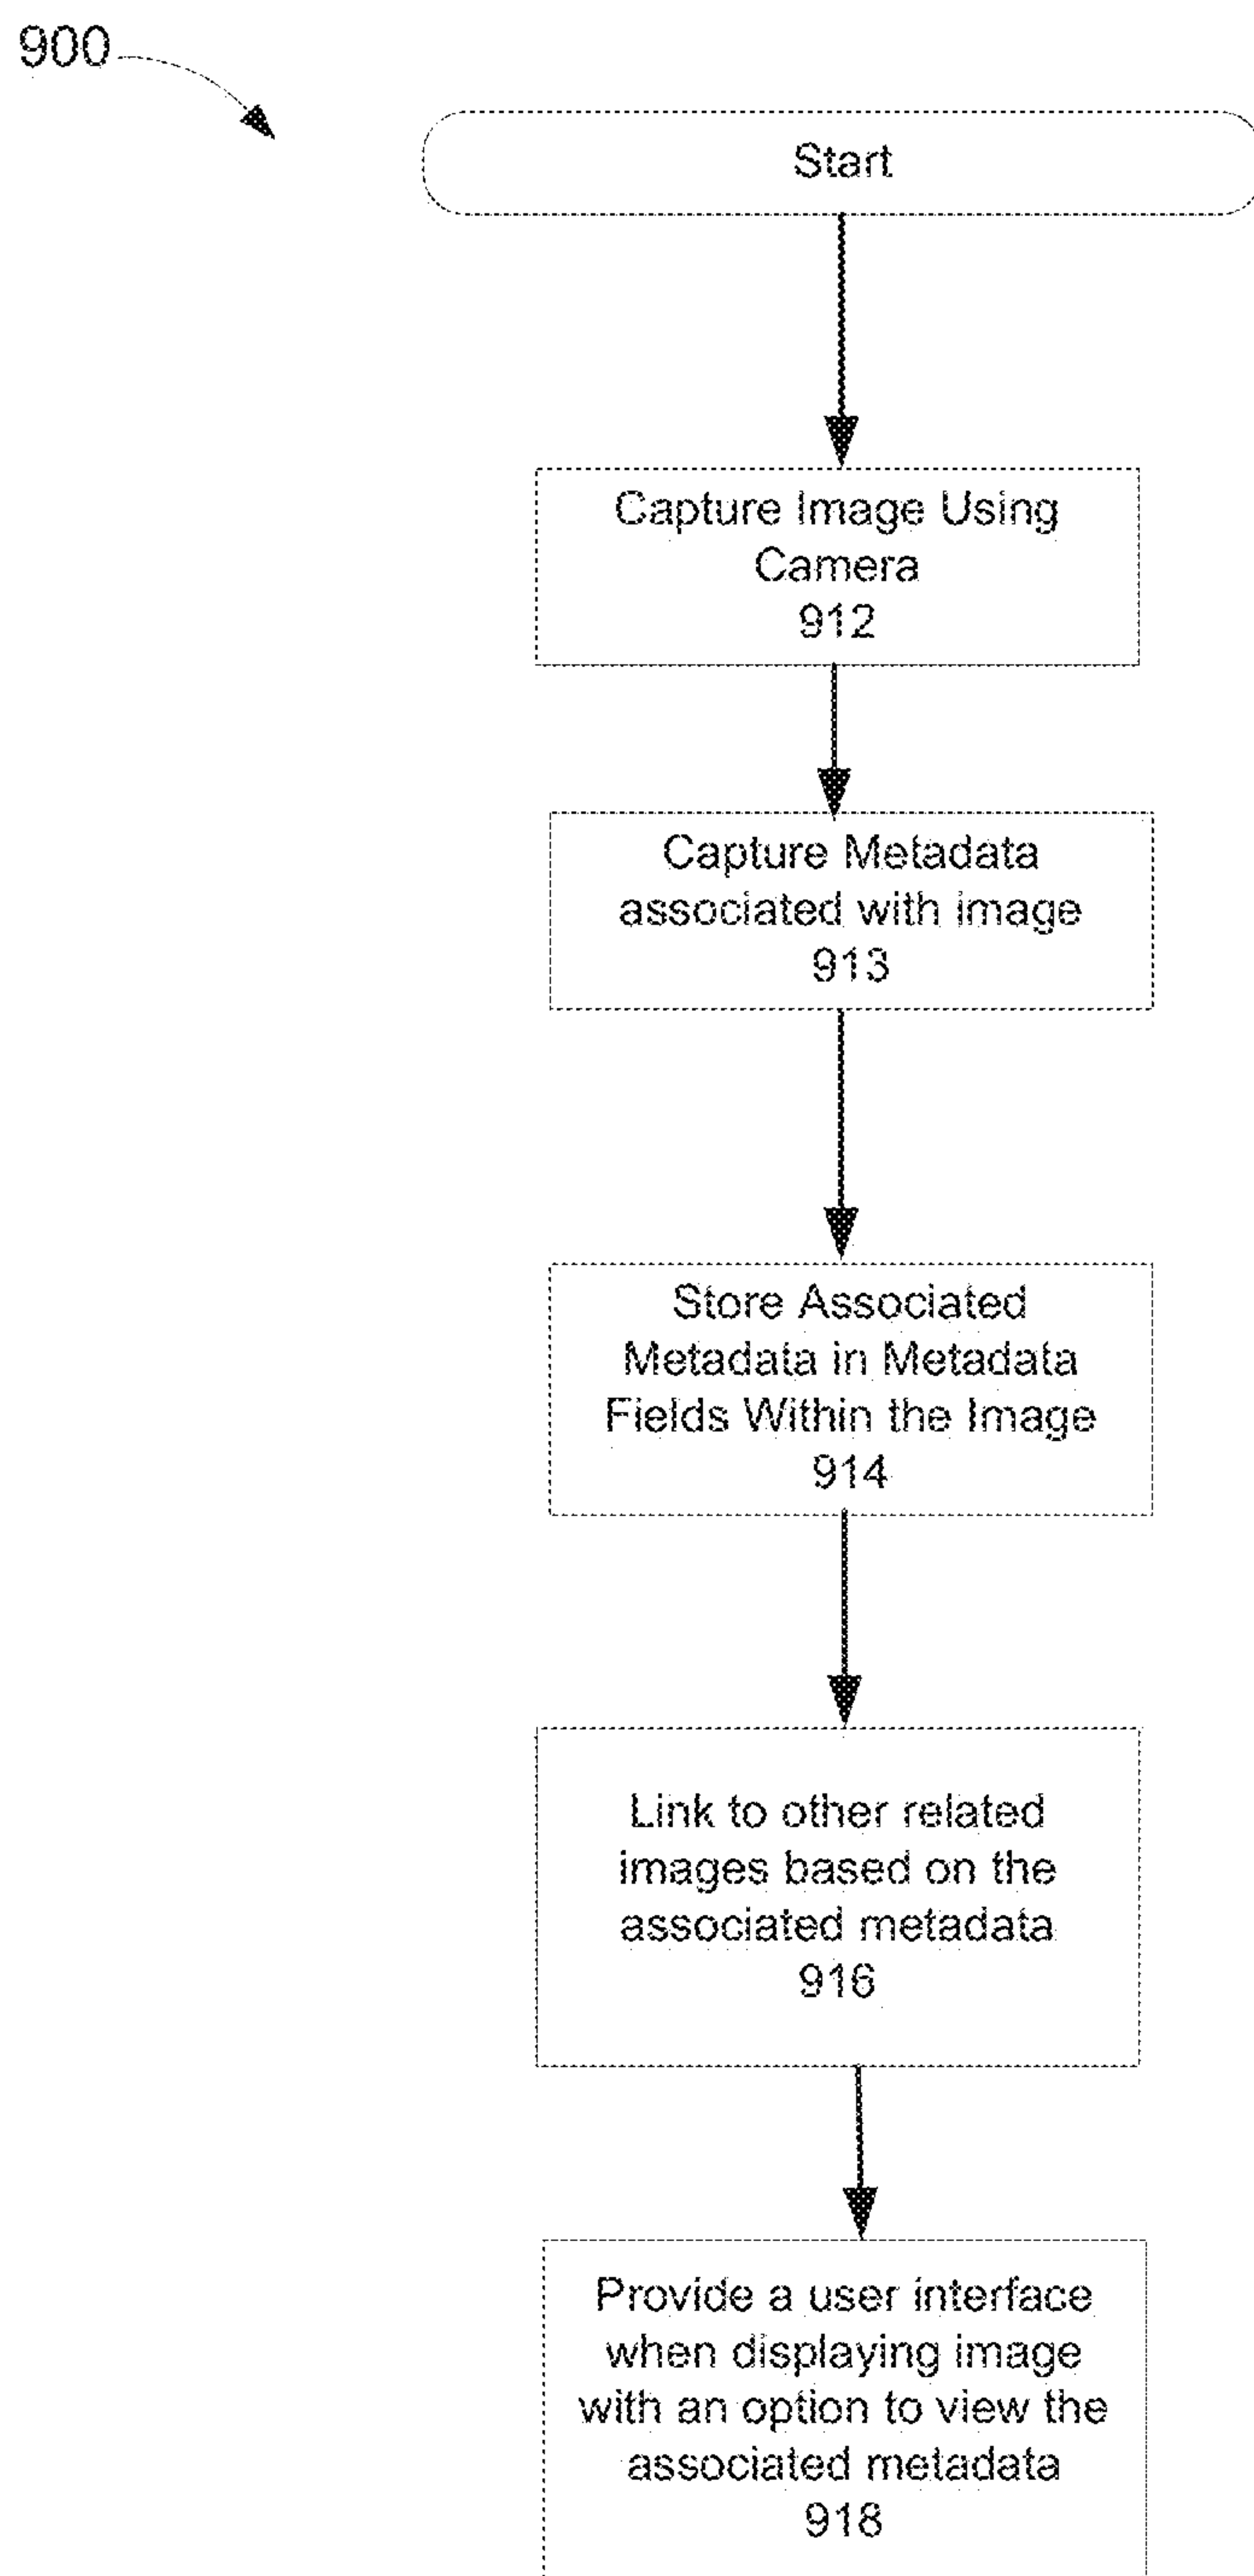 900
Start
Capture Image Using
Camera
912
Capture Metadata
associated with image
913
Store Associated
Metadata in Metadata
Fields Within the Image
914
Link to other related
images based on the
associated metadata
916
Provide a user interface
when displaying image
with an option to view the
associated metadata
918